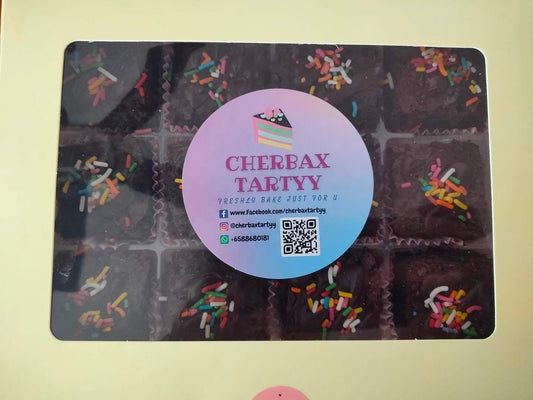 CHERBAX
TARTYY
FRESHLY BAKE JUST FOR U
www.Facebook.com/cherbaxtartyy
@cherbaxtartyy
+6588680181